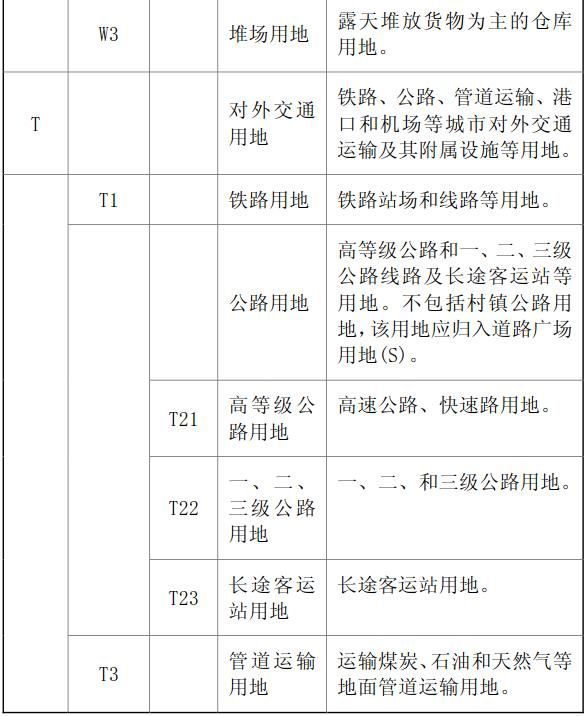 W3
堆场用地
露天堆放货物为主的仓库
用地。
T
对外交通
用地
铁路、公路、管道运输、港
口和机场等城市对外交通
运输及其附属设施等用地。
T1
铁路用地
铁路站场和线路等用地。
公路用地
高等级公路和一、二、三级
公路线路及长途客运站等
用地。不包括村镇公路用
地,该用地应归入道路广场
用地(S)。
T21
高等级公
路用地
高速公路、快速路用地。
T22
一、二、
三级公路
用地
一、二、和三级公路用地。
T23
长途客运
站用地
长途客运站用地。
T3
管道运输
用地
运输煤炭、石油和天然气等
地面管道运输用地。